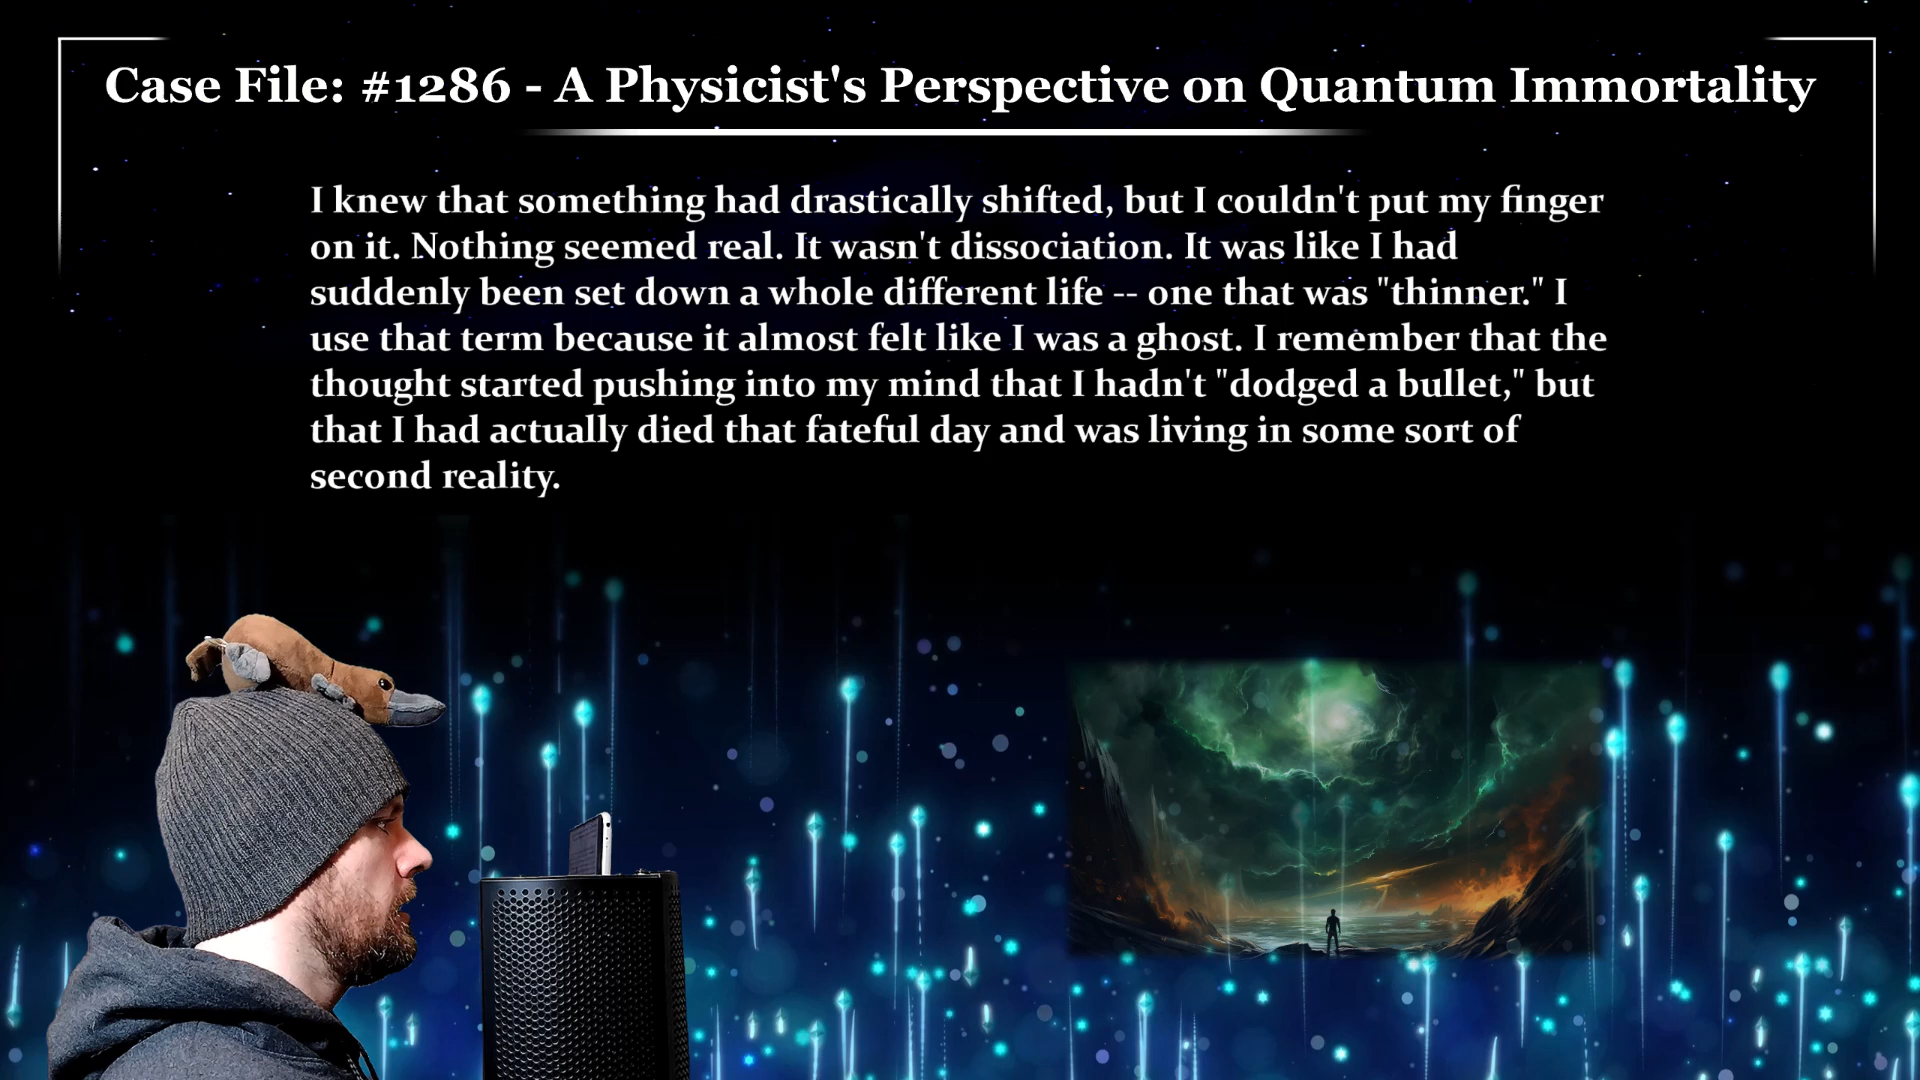 Case File: #1286 - A Physicist's Perspective on Quantum Immortality
I knew that something had drastically shifted, but I couldn't put my finger
on it. Nothing seemed real. It wasn't dissociation. It was like I had
suddenly been set down a whole different life -- one that was "thinner." I
use that term because it almost felt like I was a ghost. I remember that the
thought started pushing into my mind that I hadn't "dodged a bullet," but
that I had actually died that fateful day and was living in some sort of
second reality.